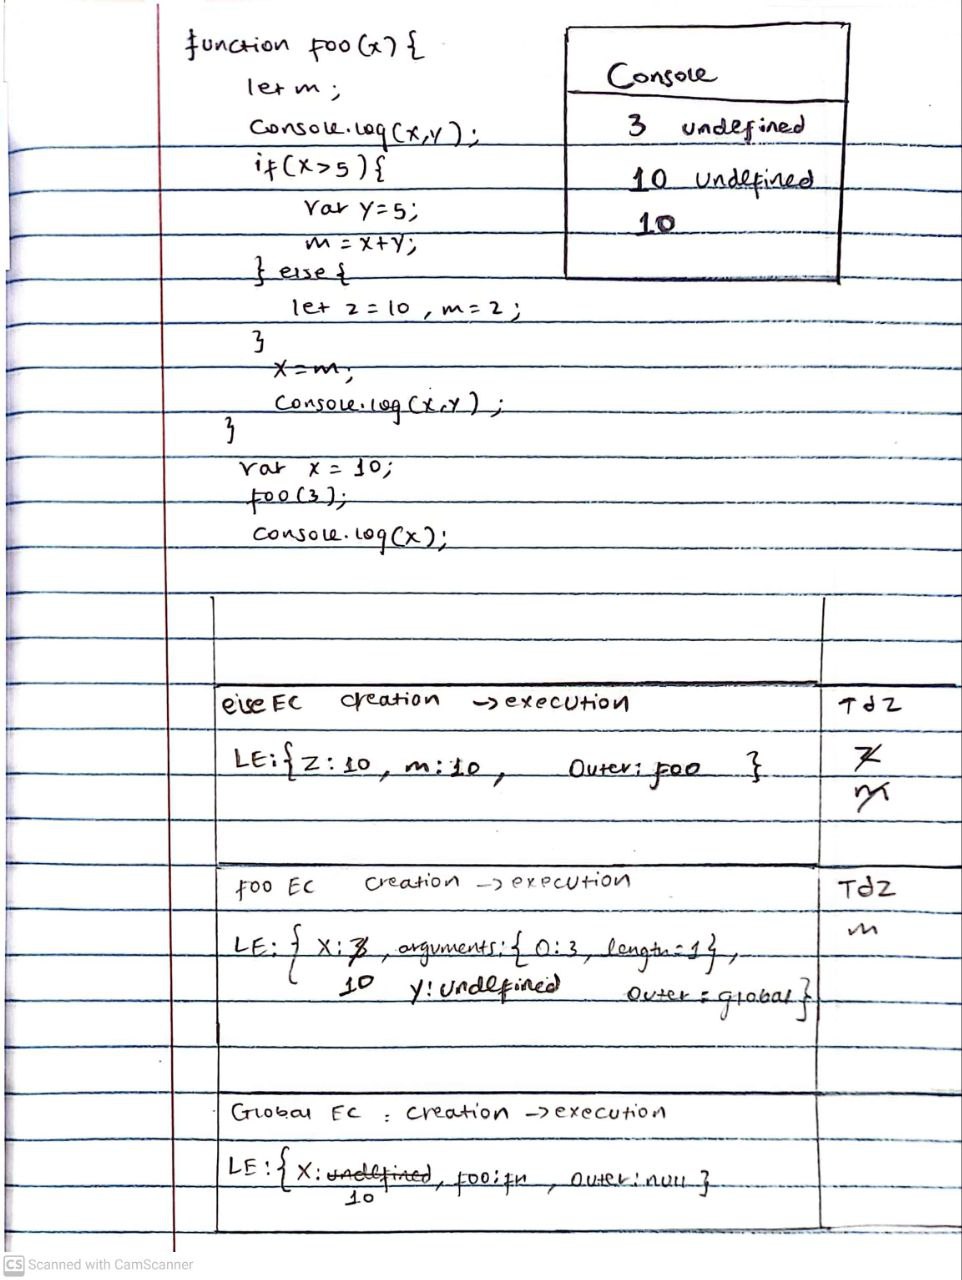 function foo(x){
let m;
Console.log(x,y);
if(x>5){
var y=5;
m=x+y;
} else {
let z=10, m=2;
}
x=m;
Console.log(x,y);
}
var x = 10;
foo(3);
Console.log(x);
Console
3 undefined
10 undefined
10
else EC creation -> execution
LE:{z:10, m:10, Outer: foo }
Tdz
z
m
foo EC creation -> execution
LE: { x: 3, arguments:{ 0:3, length=1},
10 y: undefined Outer = global}
Tdz
m
Global EC : creation -> execution
LE:{ x: undefined, foo:fn, outer:null }
10
CS Scanned with CamScanner